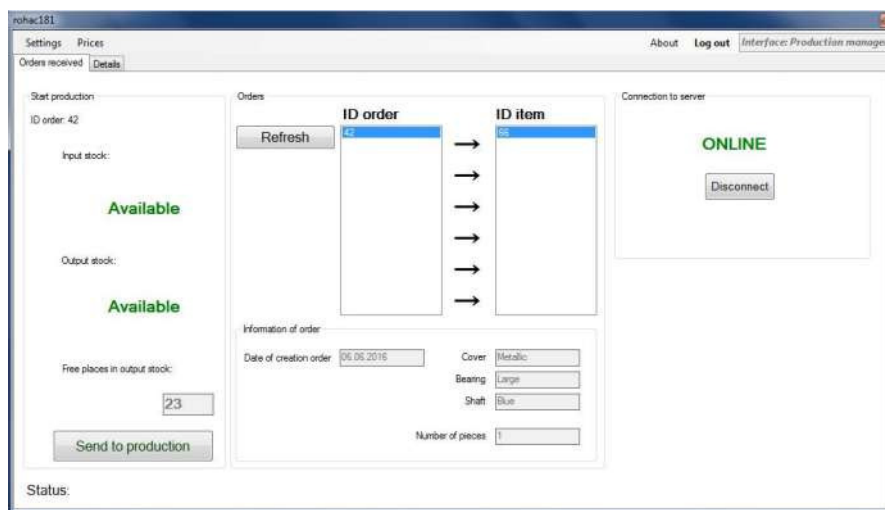 rohac181
Settings Prices About Log out Interface: Production manage
Orders received Details
Start production
ID order: 42
Input stock:
Available
Output stock:
Available
Free places in output stock:
23
Send to production
Orders
ID order ID item
Refresh
42 66
→
→
→
→
→
→
Information of order
Date of creation order 06.06.2016
Cover Metallic
Bearing Large
Shaft Blue
Number of pieces 1
Connection to server
ONLINE
Disconnect
Status: